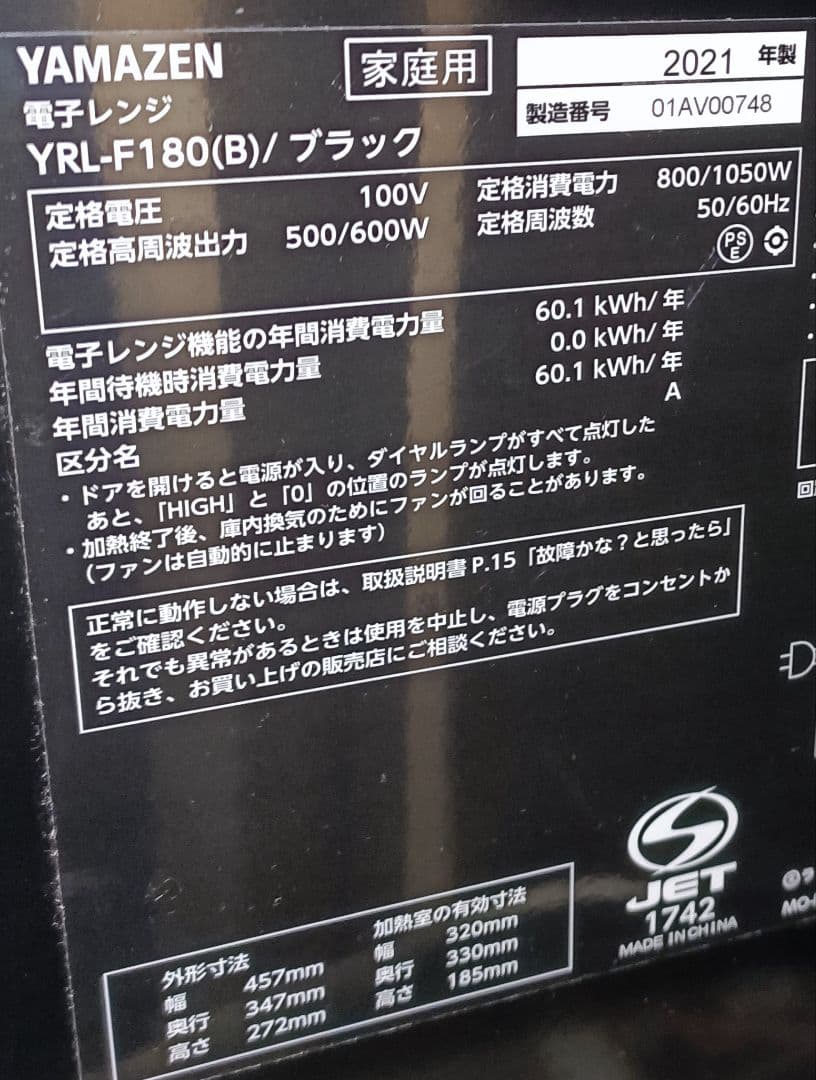 YAMAZEN
家庭用
2021 年製
電子レンジ
製造番号 01AV00748
YRL-F180(B)/ブラック
定格電圧 100V
定格消費電力 800/1050W
定格高周波出力 500/600W
定格周波数 50/60Hz
PS
E
電子レンジ機能の年間消費電力量 60.1 kWh/年
年間待機時消費電力量 0.0 kWh/年
年間消費電力量 60.1 kWh/年
区分名 A
・ドアを開けると電源が入り、ダイヤルランプがすべて点灯した
あと、「HIGH」と「0」の位置のランプが点灯します。
・加熱終了後、庫内換気のためにファンが回ることがあります。
(ファンは自動的に止まります)
正常に動作しない場合は、取扱説明書 P.15「故障かな?と思ったら」
をご確認ください。
それでも異常があるときは使用を中止し、電源プラグをコンセントか
ら抜き、お買い上げの販売店にご相談ください。
JET
1742
MADE IN CHINA
外形寸法
幅 457mm
奥行 347mm
高さ 272mm
加熱室の有効寸法
幅 320mm
奥行 330mm
高さ 185mm
回
MO-